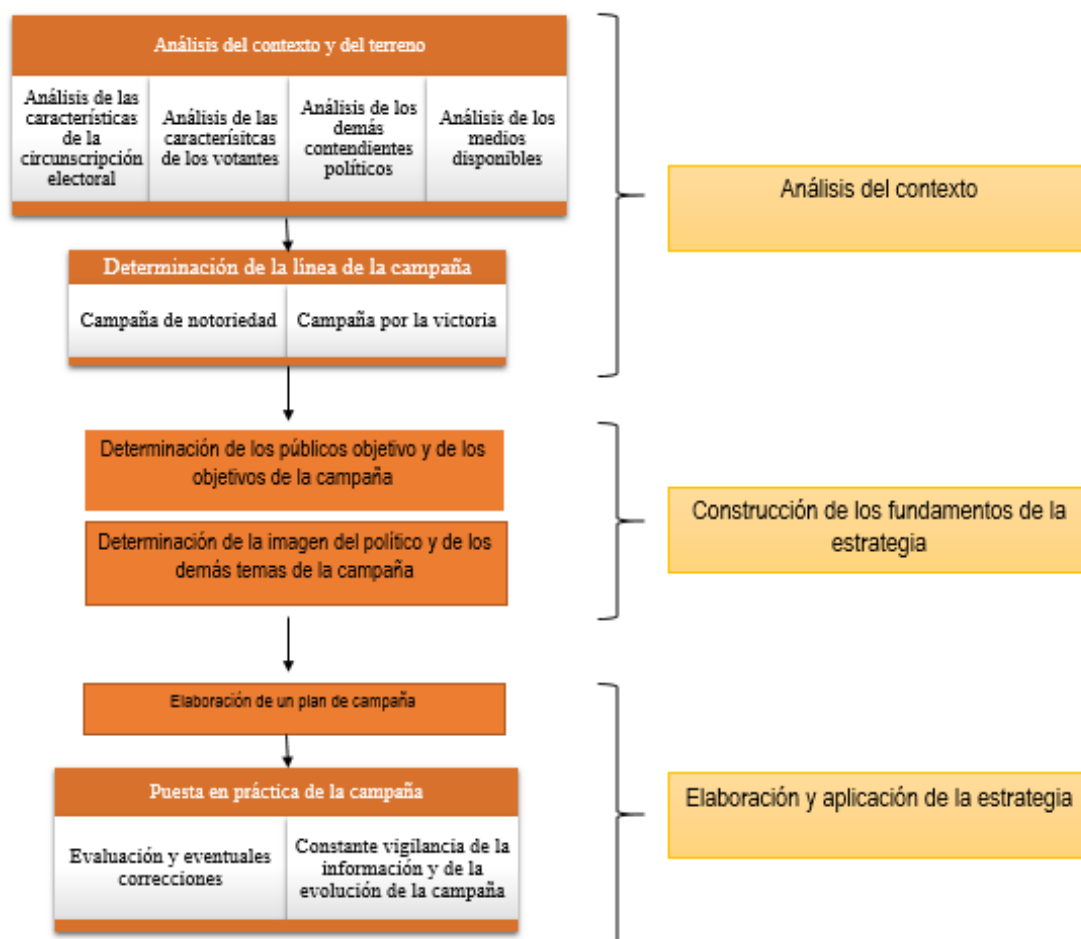 Análisis del contexto y del terreno
Análisis de las
características
de la
circunscripción
electoral
Análisis de las
caracterísitcas
de los votantes
Análisis de los
demás
contendientes
políticos
Análisis de los
medios
disponibles
Análisis del contexto
Determinación de la línea de la campaña
Campaña de notoriedad
Campaña por la victoria
Determinación de los públicos objetivo y de los
objetivos de la campaña
Determinación de la imagen del político y de los
demás temas de la campaña
Construcción de los fundamentos de la
estrategia
Elaboración de un plan de campaña
Puesta en práctica de la campaña
Evaluación y eventuales
correcciones
Constante vigilancia de la
información y de la
evolución de la campaña
Elaboración y aplicación de la estrategia